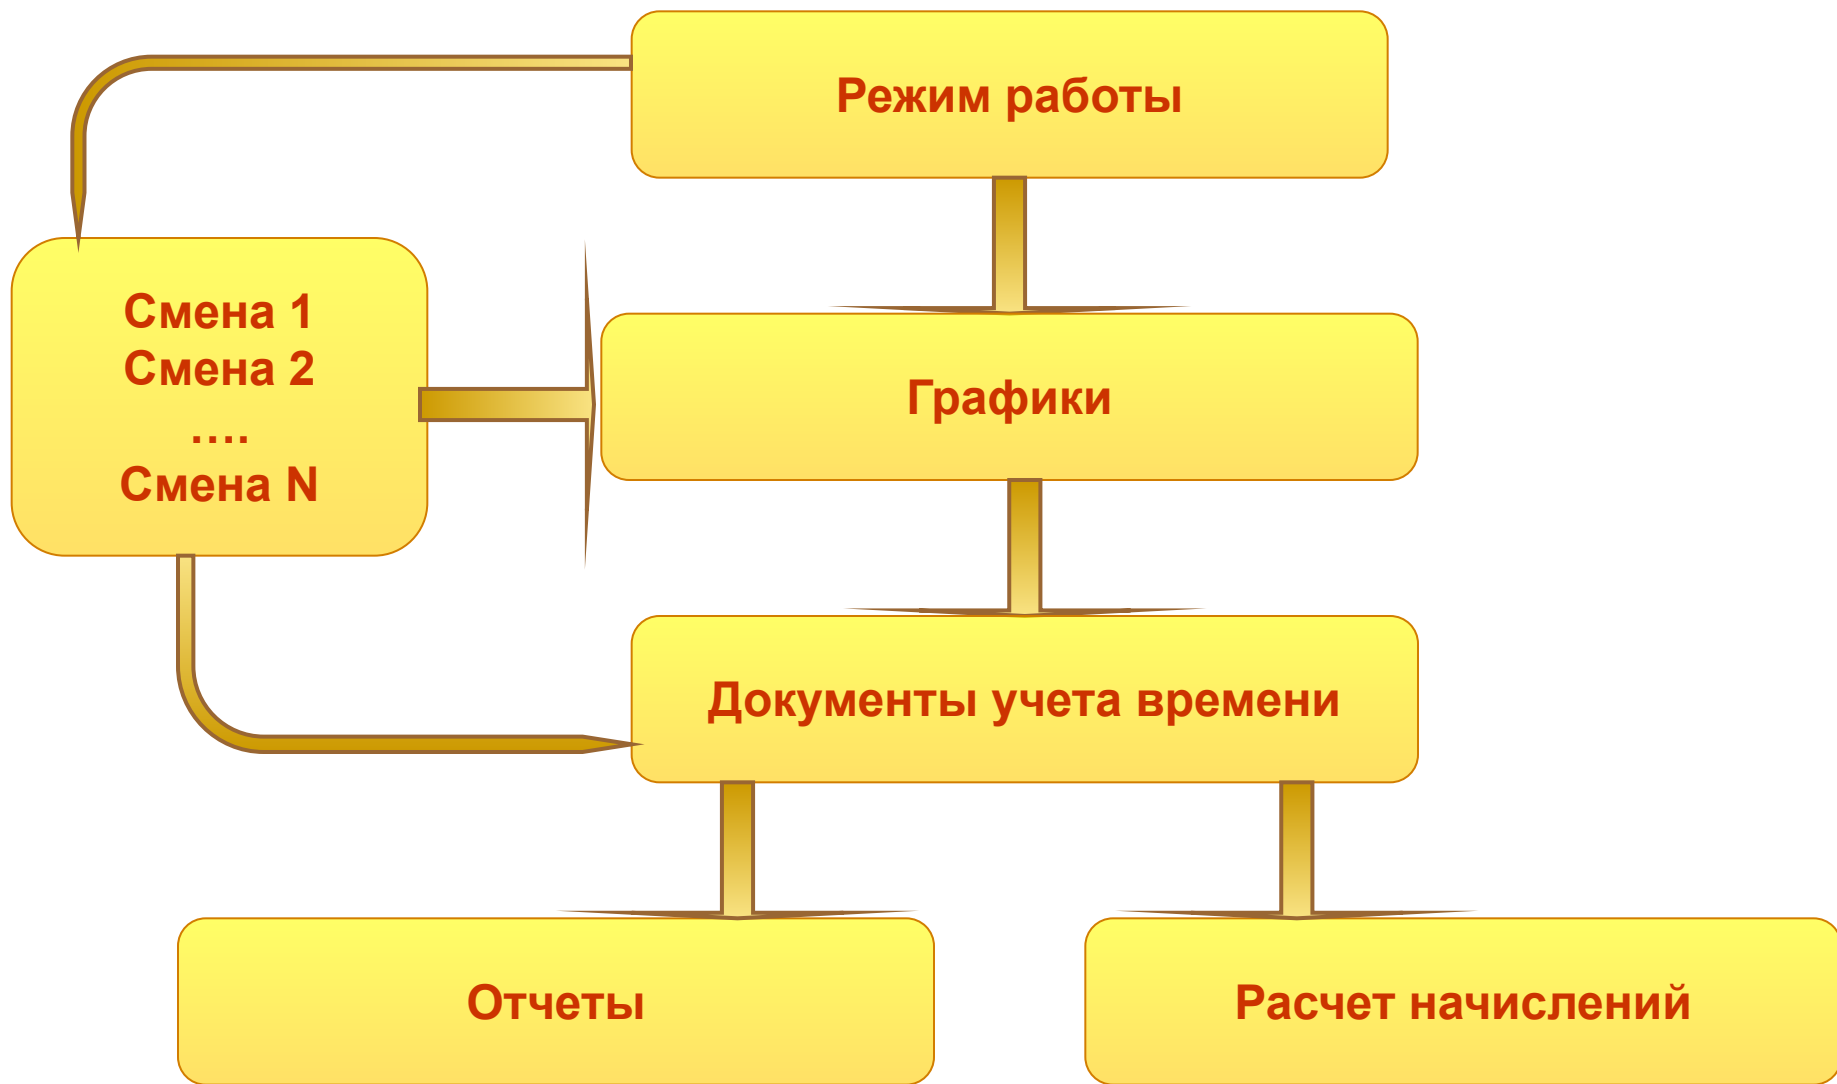 Режим работы
Смена 1
Смена 2
....
Смена N
Графики
Документы учета времени
Отчеты
Расчет начислений